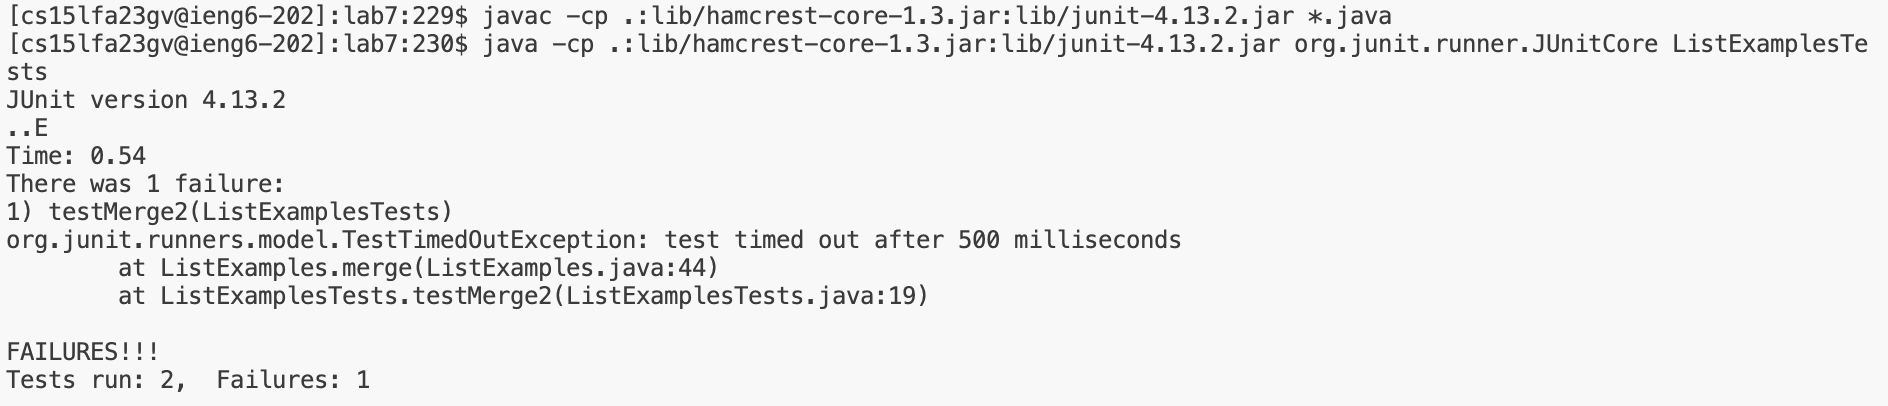 [cs15lfa23gv@ieng6-202]:lab7:229$ javac -cp .:lib/hamcrest-core-1.3.jar:lib/junit-4.13.2.jar *.java
[cs15lfa23gv@ieng6-202]:lab7:230$ java -cp .:lib/hamcrest-core-1.3.jar:lib/junit-4.13.2.jar org.junit.runner.JUnitCore ListExamplesTe
sts
JUnit version 4.13.2
..E
Time: 0.54
There was 1 failure:
1) testMerge2(ListExamplesTests)
org.junit.runners.model.TestTimedOutException: test timed out after 500 milliseconds
        at ListExamples.merge(ListExamples.java:44)
        at ListExamplesTests.testMerge2(ListExamplesTests.java:19)

FAILURES!!!
Tests run: 2,  Failures: 1